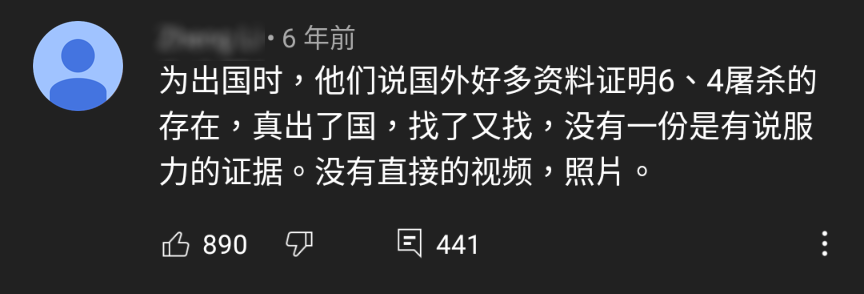 • 6 年前
为出国时，他们说国外好多资料证明6、4屠杀的
存在，真出了国，找了又找，没有一份是有说服
力的证据。没有直接的视频，照片。
890 441